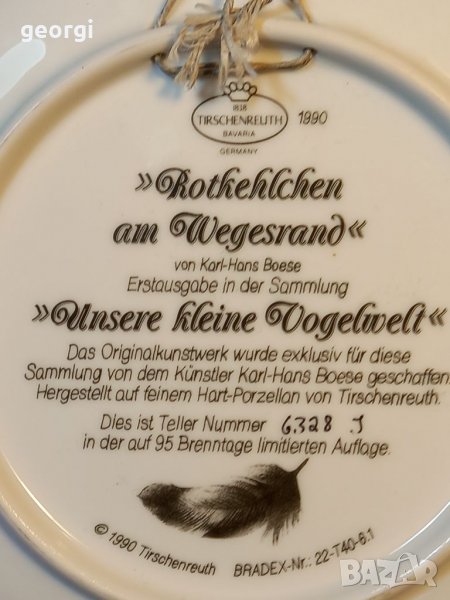 georgi
1838
TIRSCHENREUTH 1990
BAVARIA
GERMANY
»Rotkehlchen
am Wegesrand«
von Karl-Hans Boese
Erstausgabe in der Sammlung
»Unsere kleine Vogelwelt«
Das Originalkunstwerk wurde exklusiv für diese
Sammlung von dem Künstler Karl-Hans Boese geschaffen.
Hergestellt auf feinem Hart-Porzellan von Tirschenreuth.
Dies ist Teller Nummer 6328 J
in der auf 95 Brenntage limitierten Auflage.
© 1990 Tirschenreuth BRADEX-Nr.: 22-T40-6.1
BAZAR